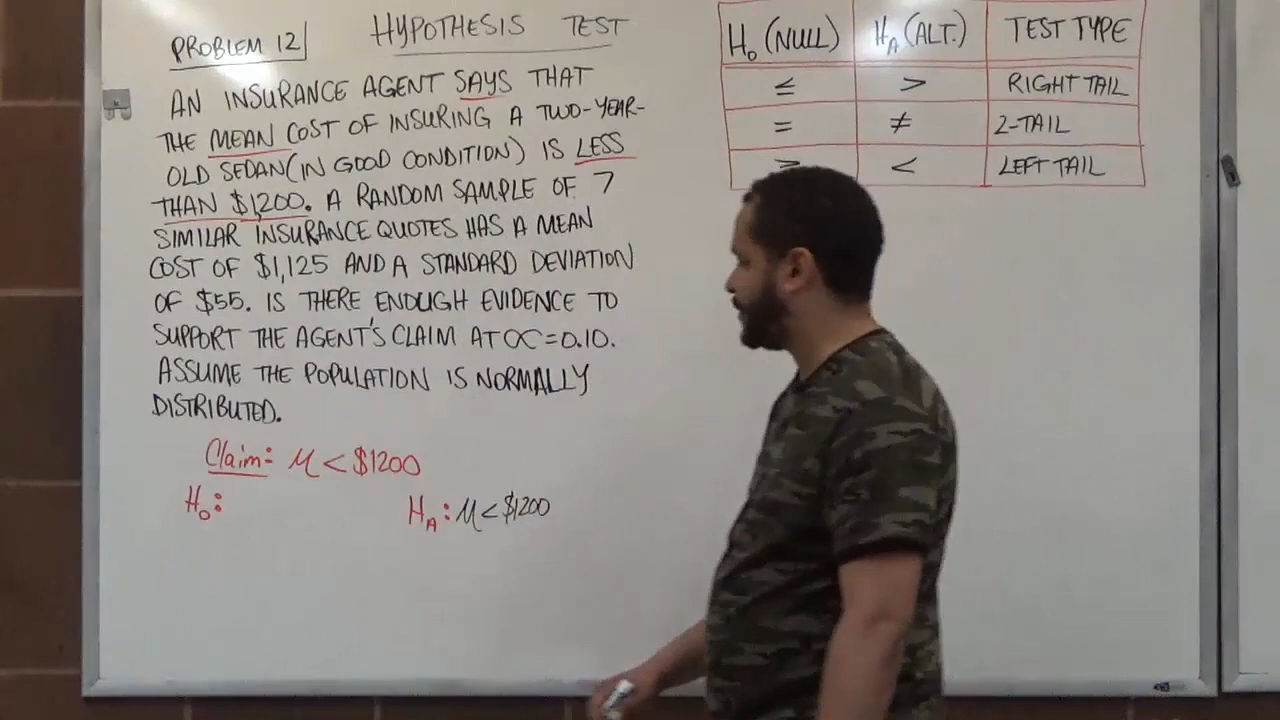 PROBLEM 12
HYPOTHESIS TEST
AN INSURANCE AGENT SAYS THAT
THE MEAN COST OF INSURING A TWO-YEAR-
OLD SEDAN (IN GOOD CONDITION) IS LESS
THAN $1,200. A RANDOM SAMPLE OF 7
SIMILAR INSURANCE QUOTES HAS A MEAN
COST OF $1,125 AND A STANDARD DEVIATION
OF $55. IS THERE ENOUGH EVIDENCE TO
SUPPORT THE AGENT'S CLAIM AT α=0.10.
ASSUME THE POPULATION IS NORMALLY
DISTRIBUTED.
Claim: μ < $1200
H₀:
Hₐ: μ < $1200
H₀ (NULL) Hₐ (ALT.) TEST TYPE
≤ > RIGHT TAIL
= ≠ 2-TAIL
< LEFT TAIL